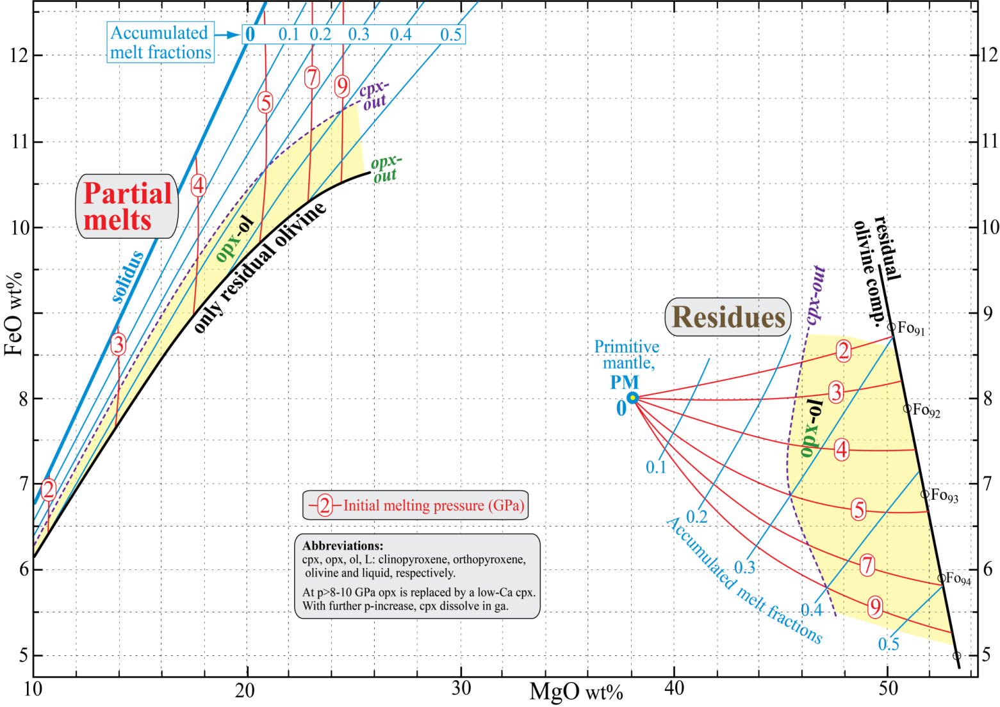 Accumulated
melt fractions
0 0.1 0.2 0.3 0.4 0.5
12
11
10
9
8
7
6
5
FeO wt%
10 20 30 40 50
MgO wt%
12
11
10
9
8
7
6
5
5
7
9
4
3
2
cpx-
out
opx-
out
Partial
melts
solidus
opx-ol
only residual olivine
residual
olivine comp.
cpx-out
Residues
Primitive
mantle,
PM
0
Fo91
Fo92
Fo93
Fo94
2
3
4
5
7
9
opx-ol
0.1
0.2
0.3
0.4
0.5
Accumulated melt fractions
2 Initial melting pressure (GPa)
Abbreviations:
cpx, opx, ol, L: clinopyroxene, orthopyroxene,
olivine and liquid, respectively.
At p>8-10 GPa opx is replaced by a low-Ca cpx.
With further p-increase, cpx dissolve in ga.